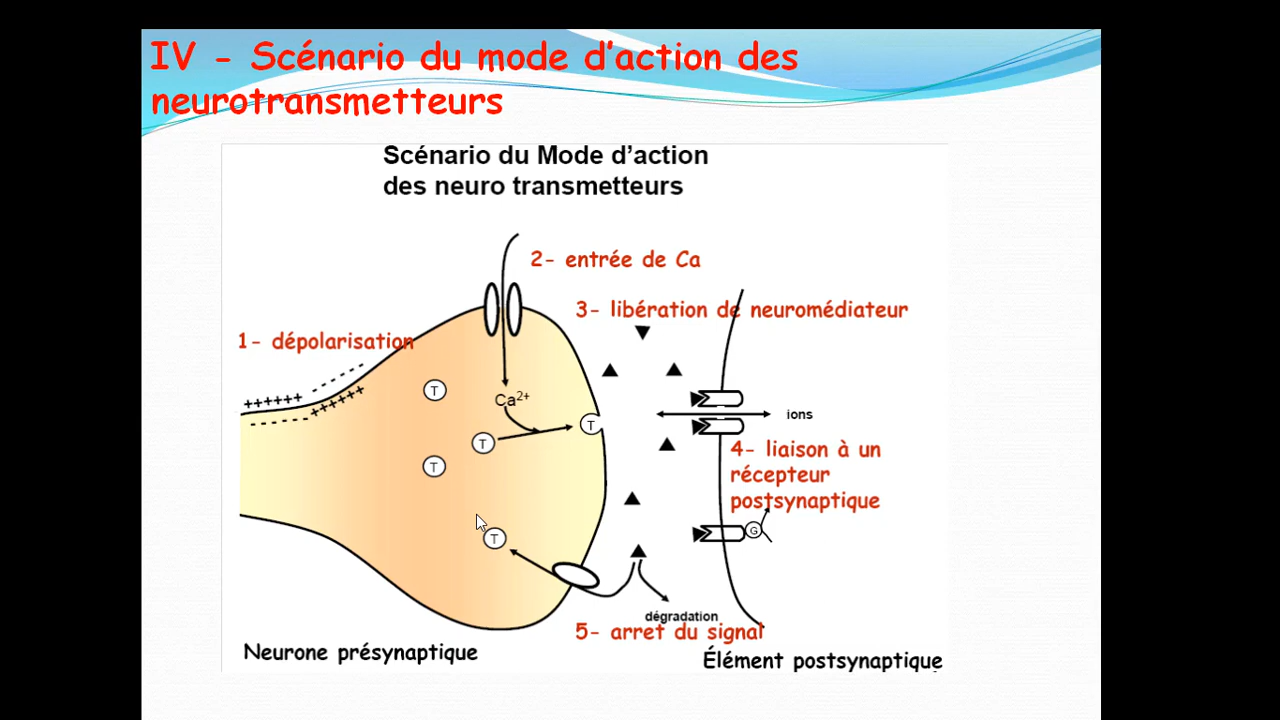 IV - Scénario du mode d’action des
neurotransmetteurs
Scénario du Mode d’action
des neuro transmetteurs
2- entrée de Ca
3- libération de neuromédiateur
1- dépolarisation
++++++
- - - - - -
++++++
- - - - - -
T
Ca2+
T
T
T
ions
4- liaison à un
récepteur
postsynaptique
G
T
dégradation
5- arret du signal
Neurone présynaptique
Élément postsynaptique